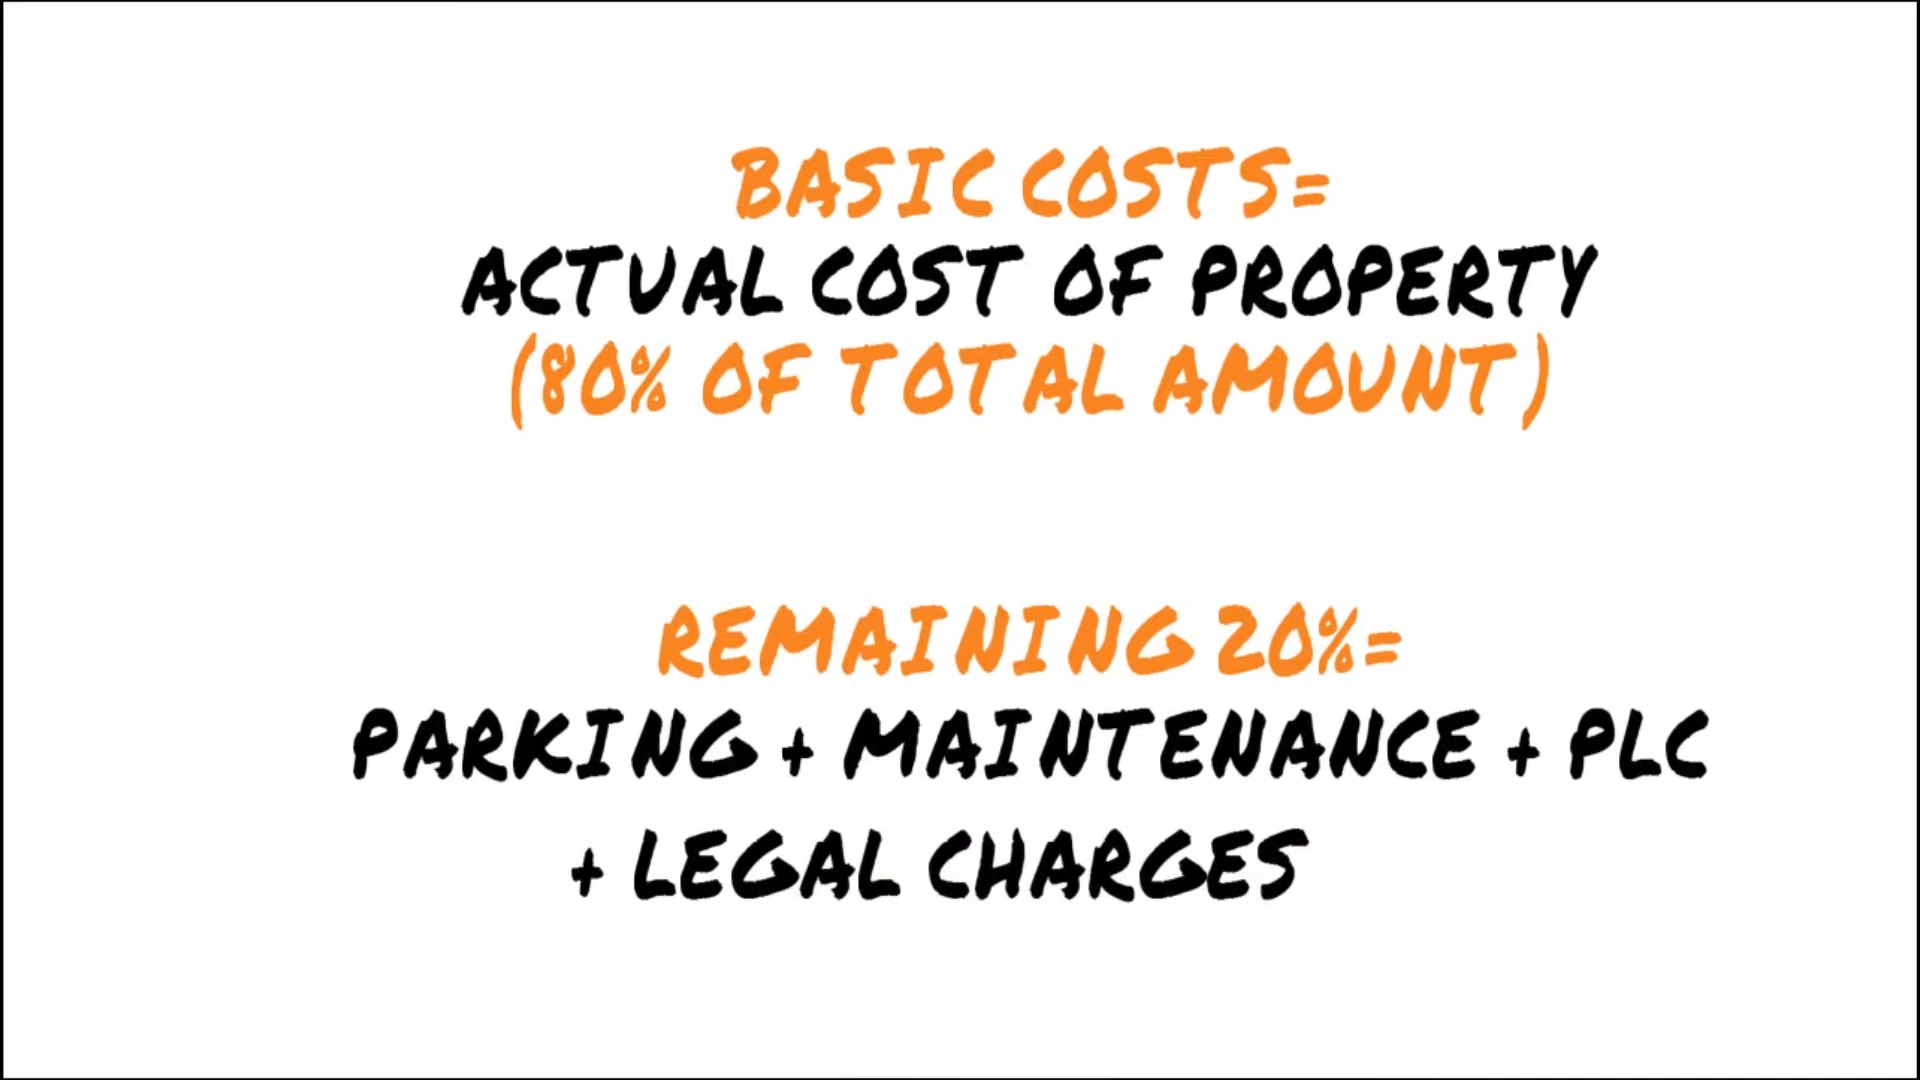 BASIC COSTS=
ACTUAL COST OF PROPERTY
(80% OF TOTAL AMOUNT)
REMAINING 20%=
PARKING + MAINTENANCE + PLC
+ LEGAL CHARGES